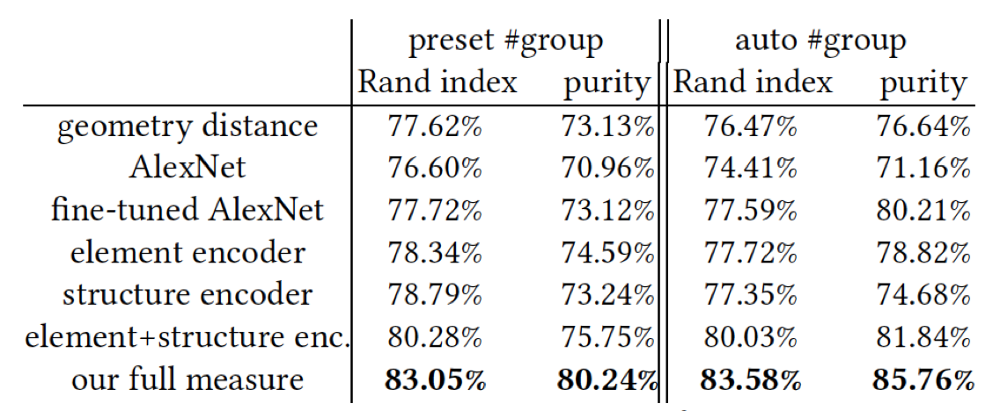 preset #group auto #group
Rand index purity Rand index purity
geometry distance 77.62% 73.13% 76.47% 76.64%
AlexNet 76.60% 70.96% 74.41% 71.16%
fine-tuned AlexNet 77.72% 73.12% 77.59% 80.21%
element encoder 78.34% 74.59% 77.72% 78.82%
structure encoder 78.79% 73.24% 77.35% 74.68%
element+structure enc. 80.28% 75.75% 80.03% 81.84%
our full measure 83.05% 80.24% 83.58% 85.76%